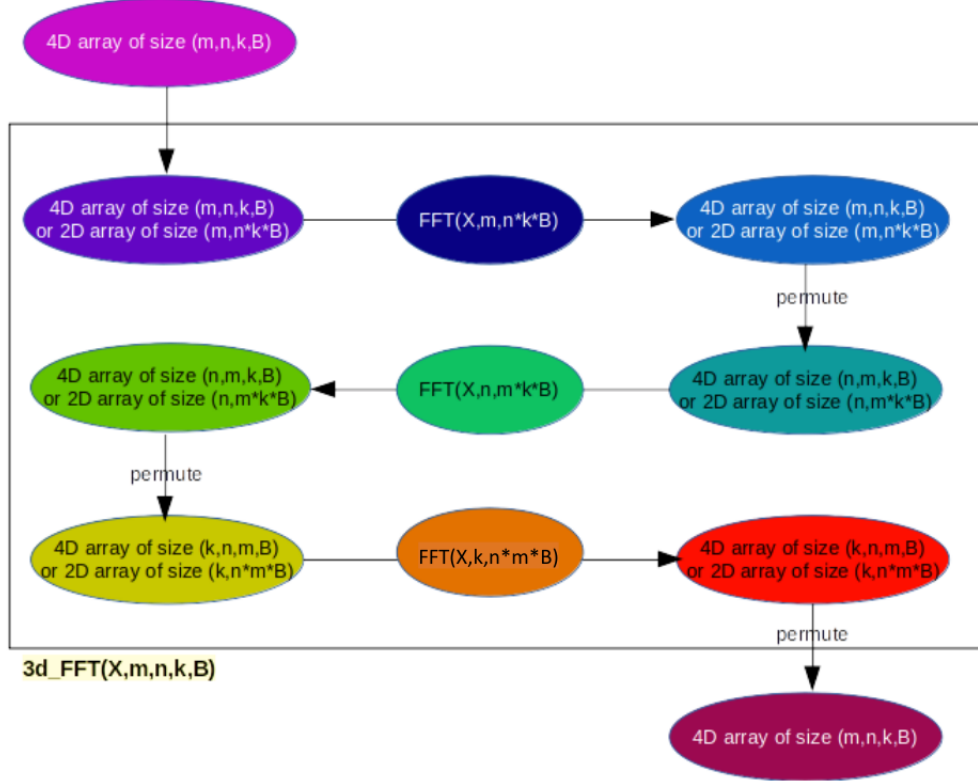 4D array of size (m,n,k,B)
4D array of size (m,n,k,B)
or 2D array of size (m,n*k*B)
FFT(X,m,n*k*B)
4D array of size (m,n,k,B)
or 2D array of size (m,n*k*B)
permute
4D array of size (n,m,k,B)
or 2D array of size (n,m*k*B)
FFT(X,n,m*k*B)
4D array of size (n,m,k,B)
or 2D array of size (n,m*k*B)
permute
4D array of size (k,n,m,B)
or 2D array of size (k,n*m*B)
FFT(X,k,n*m*B)
4D array of size (k,n,m,B)
or 2D array of size (k,n*m*B)
permute
3d_FFT(X,m,n,k,B)
4D array of size (m,n,k,B)